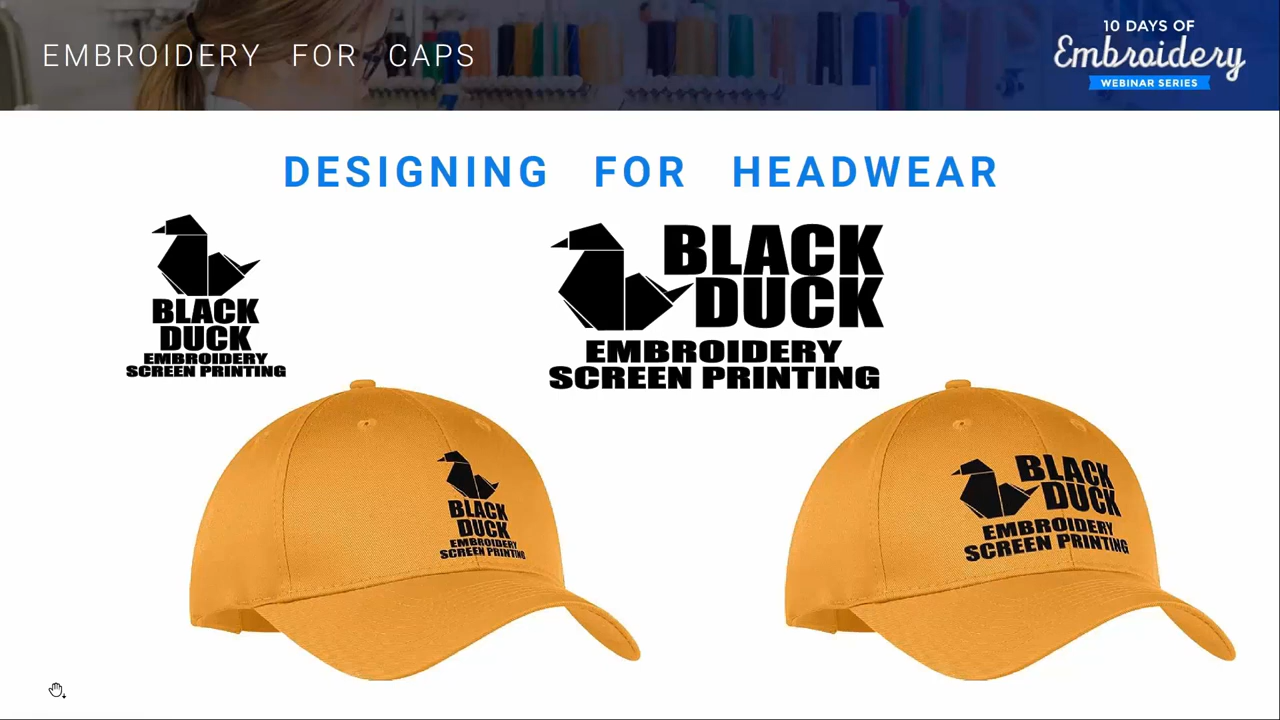 EMBROIDERY FOR CAPS
10 DAYS OF
Embroidery
WEBINAR SERIES
DESIGNING FOR HEADWEAR
BLACK
DUCK
EMBROIDERY
SCREEN PRINTING
BLACK
DUCK
EMBROIDERY
SCREEN PRINTING
BLACK
DUCK
EMBROIDERY
SCREEN PRINTING
BLACK
DUCK
EMBROIDERY
SCREEN PRINTING